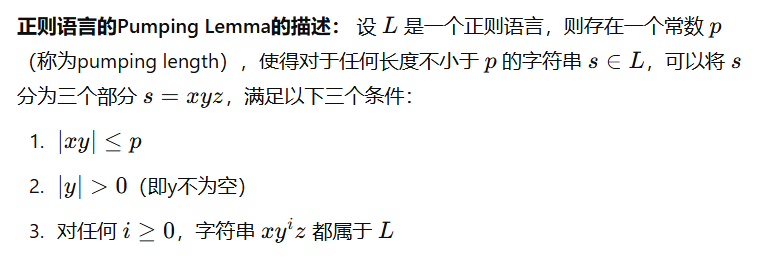 正则语言的Pumping Lemma的描述： 设 L 是一个正则语言，则存在一个常数 p
（称为pumping length），使得对于任何长度不小于 p 的字符串 s ∈ L，可以将 s
分为三个部分 s = xyz，满足以下三个条件：
1. |xy| ≤ p
2. |y| > 0（即y不为空）
3. 对任何 i ≥ 0，字符串 xyⁱz 都属于 L